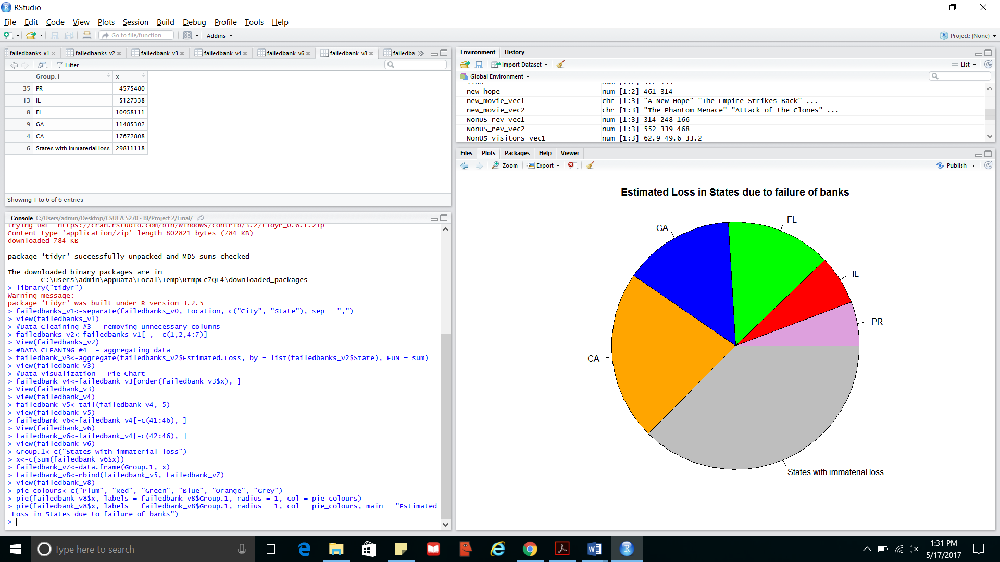 RStudio
File Edit Code View Plots Session Build Debug Profile Tools Help
Go to file/function Addins Project: (None)
failedbanks_v1 failedbanks_v2 failedbank_v3 failedbank_v4 failedbank_v6 failedbank_v8 failedba
Filter
Group.1 x
35 PR 4575480
13 IL 5127338
8 FL 10958111
9 GA 11485302
4 CA 17672808
6 States with immaterial loss 29811118
Showing 1 to 6 of 6 entries
Console C:/Users/admin/Desktop/CSULA 5270 - BI/Project 2/Final/
trying URL 'https://cran.rstudio.com/bin/windows/contrib/3.2/tidyr_0.6.1.zip'
Content type 'application/zip' length 802821 bytes (784 KB)
downloaded 784 KB
package ‘tidyr’ successfully unpacked and MD5 sums checked
The downloaded binary packages are in
C:\Users\admin\AppData\Local\Temp\RtmpCc7QL4\downloaded_packages
> library("tidyr")
Warning message:
package ‘tidyr’ was built under R version 3.2.5
> failedbanks_v1<-separate(failedbanks_v0, Location, c("City", "State"), sep = ",")
> View(failedbanks_v1)
> #Data Cleaining #3 - removing unnecessary columns
> failedbanks_v2<-failedbanks_v1[ , -c(1,2,4:7)]
> View(failedbanks_v2)
> #DATA CLEANING #4  - aggregating data
> failedbank_v3<-aggregate(failedbanks_v2$Estimated.Loss, by = list(failedbanks_v2$State), FUN = sum)
> View(failedbank_v3)
> #Data Visualization - Pie Chart
> failedbank_v4<-failedbank_v3[order(failedbank_v3$x), ]
> View(failedbank_v3)
> View(failedbank_v4)
> failedbank_v5<-tail(failedbank_v4, 5)
> View(failedbank_v5)
> failedbank_v6<-failedbank_v4[-c(41:46), ]
> View(failedbank_v6)
> failedbank_v6<-failedbank_v4[-c(42:46), ]
> View(failedbank_v6)
> Group.1<-c("States with immaterial loss")
> x<-c(sum(failedbank_v6$x))
> failedbank_v7<-data.frame(Group.1, x)
> failedbank_v8<-rbind(failedbank_v5, failedbank_v7)
> View(failedbank_v8)
> pie_colours<-c("Plum", "Red", "Green", "Blue", "Orange", "Grey")
> pie(failedbank_v8$x, labels = failedbank_v8$Group.1, radius = 1, col = pie_colours)
> pie(failedbank_v8$x, labels = failedbank_v8$Group.1, radius = 1, col = pie_colours, main = "Estimated
Loss in States due to failure of banks")
>
Environment History
Import Dataset List
Global Environment
new_hope num [1:2] 461 314
new_movie_vec1 chr [1:3] "A New Hope" "The Empire Strikes Back" ...
new_movie_vec2 chr [1:3] "The Phantom Menace" "Attack of the Clones" ...
NonUS_rev_vec1 num [1:3] 314 248 166
NonUS_rev_vec2 num [1:3] 552 339 468
NonUS_visitors_vec1 num [1:3] 62.9 49.6 33.2
Files Plots Packages Help Viewer
Zoom Export Publish
Estimated Loss in States due to failure of banks
FL
GA
IL
PR
CA
States with immaterial loss
Type here to search
1:31 PM
5/17/2017